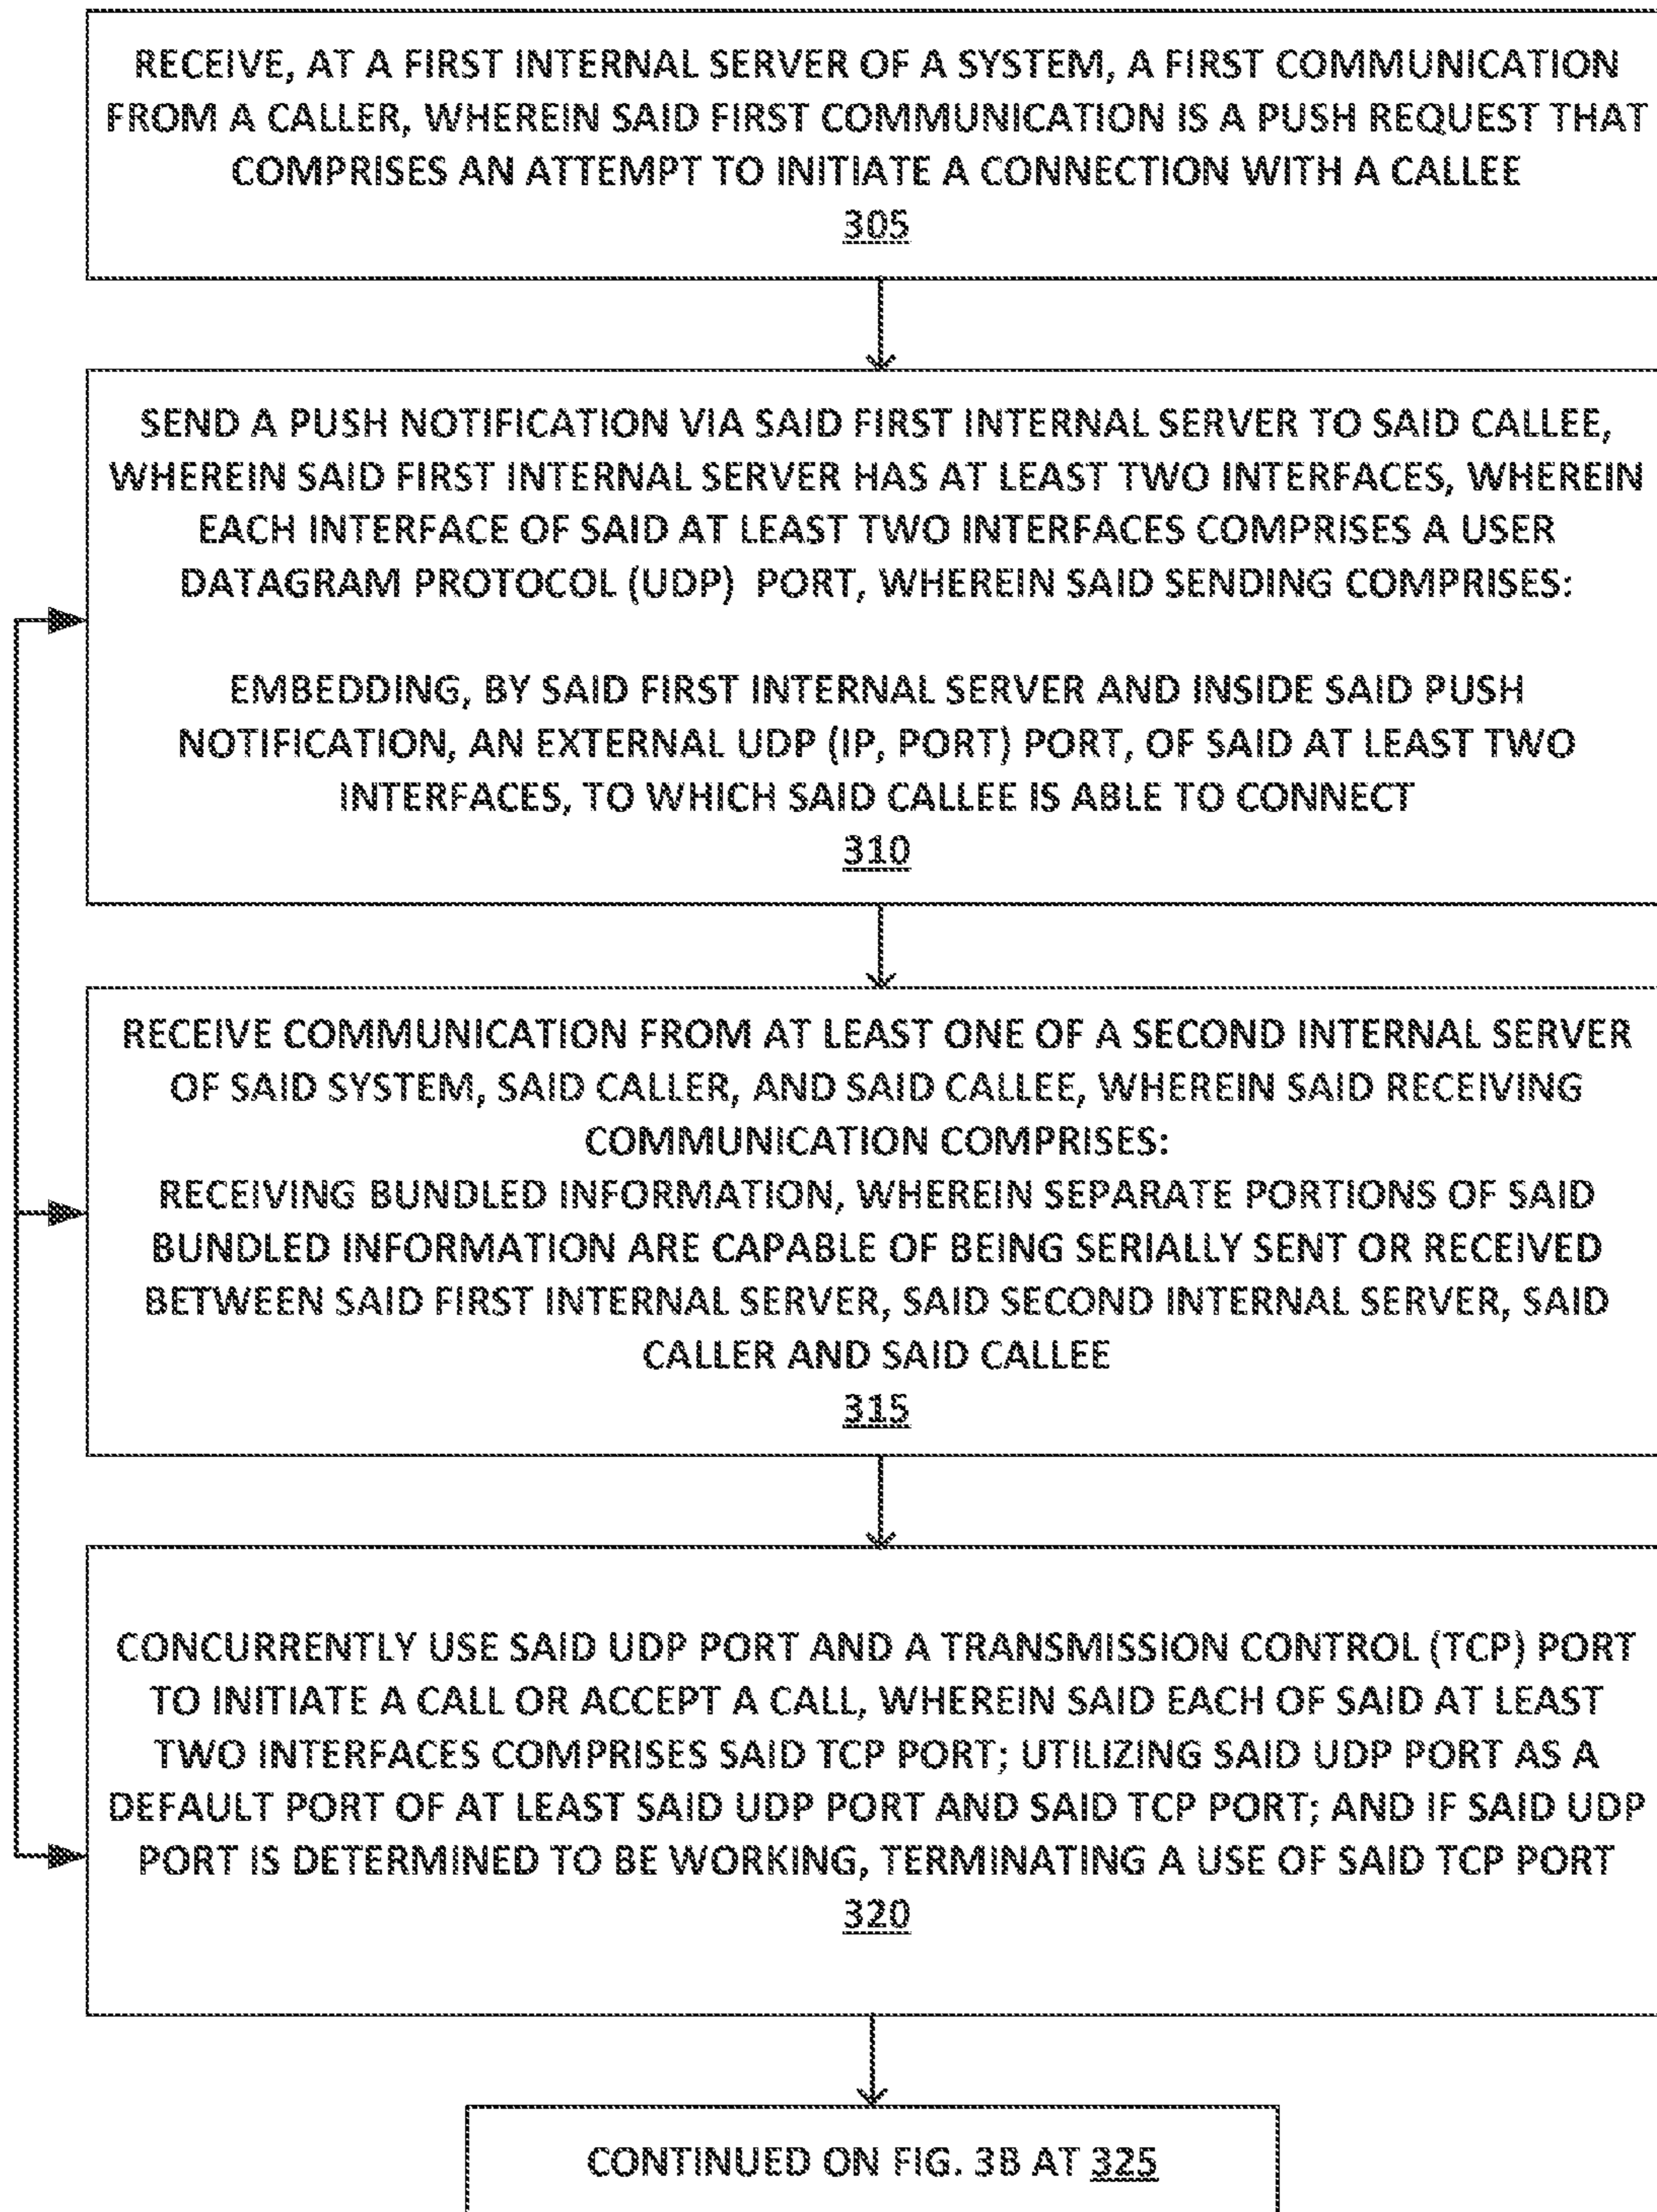 RECEIVE, AT A FIRST INTERNAL SERVER OF A SYSTEM, A FIRST COMMUNICATION
FROM A CALLER, WHEREIN SAID FIRST COMMUNICATION IS A PUSH REQUEST THAT
COMPRISES AN ATTEMPT TO INITIATE A CONNECTION WITH A CALLEE
305
SEND A PUSH NOTIFICATION VIA SAID FIRST INTERNAL SERVER TO SAID CALLEE,
WHEREIN SAID FIRST INTERNAL SERVER HAS AT LEAST TWO INTERFACES, WHEREIN
EACH INTERFACE OF SAID AT LEAST TWO INTERFACES COMPRISES A USER
DATAGRAM PROTOCOL (UDP) PORT, WHEREIN SAID SENDING COMPRISES:
EMBEDDING, BY SAID FIRST INTERNAL SERVER AND INSIDE SAID PUSH
NOTIFICATION, AN EXTERNAL UDP (IP, PORT) PORT, OF SAID AT LEAST TWO
INTERFACES, TO WHICH SAID CALLEE IS ABLE TO CONNECT
310
RECEIVE COMMUNICATION FROM AT LEAST ONE OF A SECOND INTERNAL SERVER
OF SAID SYSTEM, SAID CALLER, AND SAID CALLEE, WHEREIN SAID RECEIVING
COMMUNICATION COMPRISES:
RECEIVING BUNDLED INFORMATION, WHEREIN SEPARATE PORTIONS OF SAID
BUNDLED INFORMATION ARE CAPABLE OF BEING SERIALLY SENT OR RECEIVED
BETWEEN SAID FIRST INTERNAL SERVER, SAID SECOND INTERNAL SERVER, SAID
CALLER AND SAID CALLEE
315
CONCURRENTLY USE SAID UDP PORT AND A TRANSMISSION CONTROL (TCP) PORT
TO INITIATE A CALL OR ACCEPT A CALL, WHEREIN SAID EACH OF SAID AT LEAST
TWO INTERFACES COMPRISES SAID TCP PORT; UTILIZING SAID UDP PORT AS A
DEFAULT PORT OF AT LEAST SAID UDP PORT AND SAID TCP PORT; AND IF SAID UDP
PORT IS DETERMINED TO BE WORKING, TERMINATING A USE OF SAID TCP PORT
320
CONTINUED ON FIG. 3B AT 325